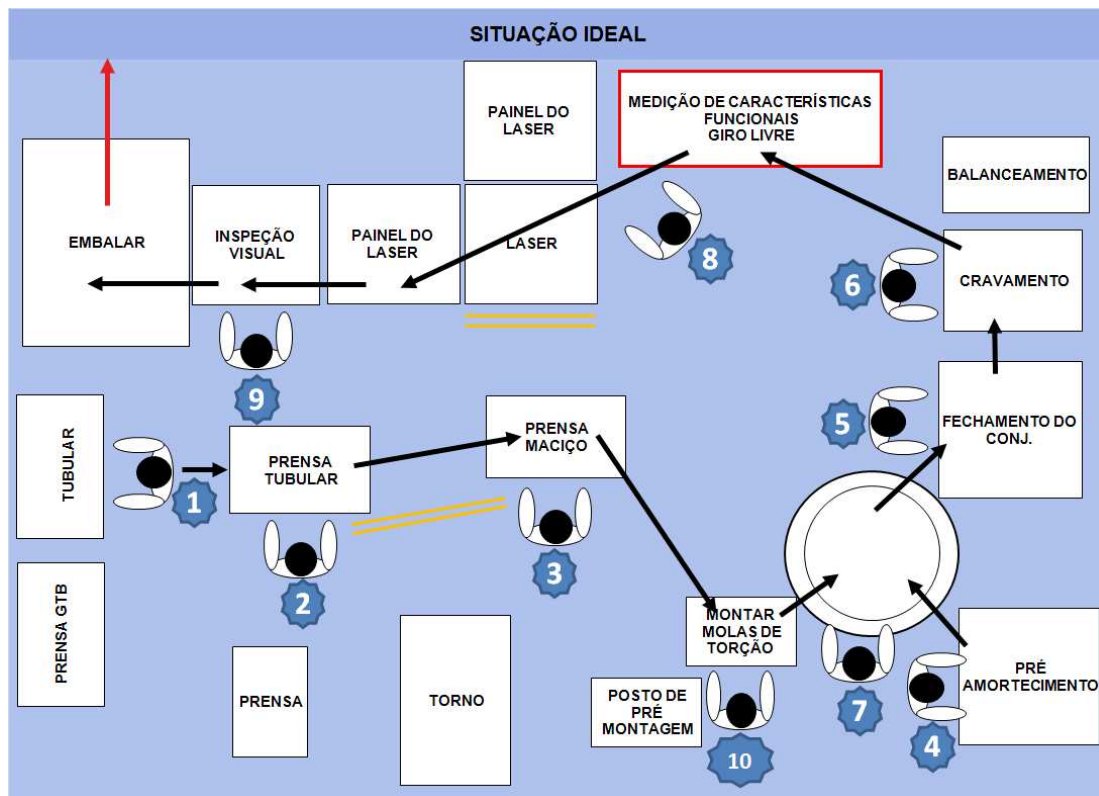 SITUAÇÃO IDEAL
PAINEL DO
LASER
MEDIÇÃO DE CARACTERÍSTICAS
FUNCIONAIS
GIRO LIVRE
BALANCEAMENTO
EMBALAR
INSPEÇÃO
VISUAL
PAINEL DO
LASER
LASER
8
6
CRAVAMENTO
9
5
FECHAMENTO DO
CONJ.
TUBULAR
1
PRENSA
TUBULAR
PRENSA
MACIÇO
2
3
PRENSA GTB
PRENSA
TORNO
MONTAR
MOLAS DE
TORÇÃO
POSTO DE
PRÉ
MONTAGEM
10
7
4
PRÉ
AMORTECIMENTO